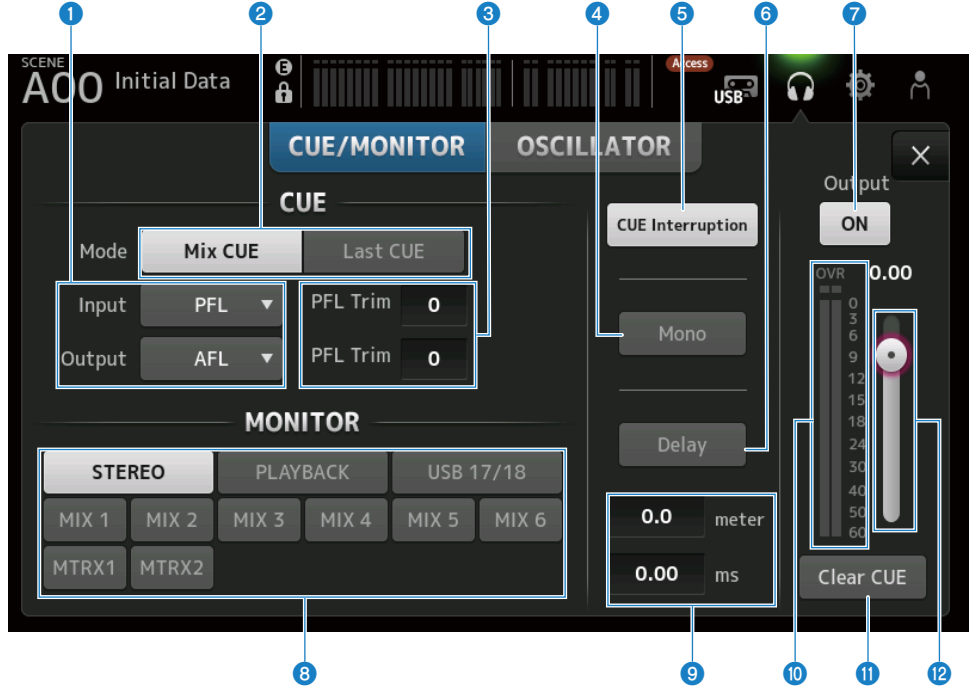 1 2 3 4 5 6 7
SCENE
A00 Initial Data
E
Access
USB
CUE/MONITOR OSCILLATOR
×
CUE
Mode Mix CUE Last CUE
Input PFL ▼ PFL Trim 0
Output AFL ▼ PFL Trim 0
CUE Interruption
Mono
Delay
0.0 meter
0.00 ms
Output
ON
OVR 0.00
0
3
6
9
12
15
18
24
30
40
50
60
Clear CUE
MONITOR
STEREO PLAYBACK USB 17/18
MIX 1 MIX 2 MIX 3 MIX 4 MIX 5 MIX 6
MTRX1 MTRX2
8 9 10 11 12